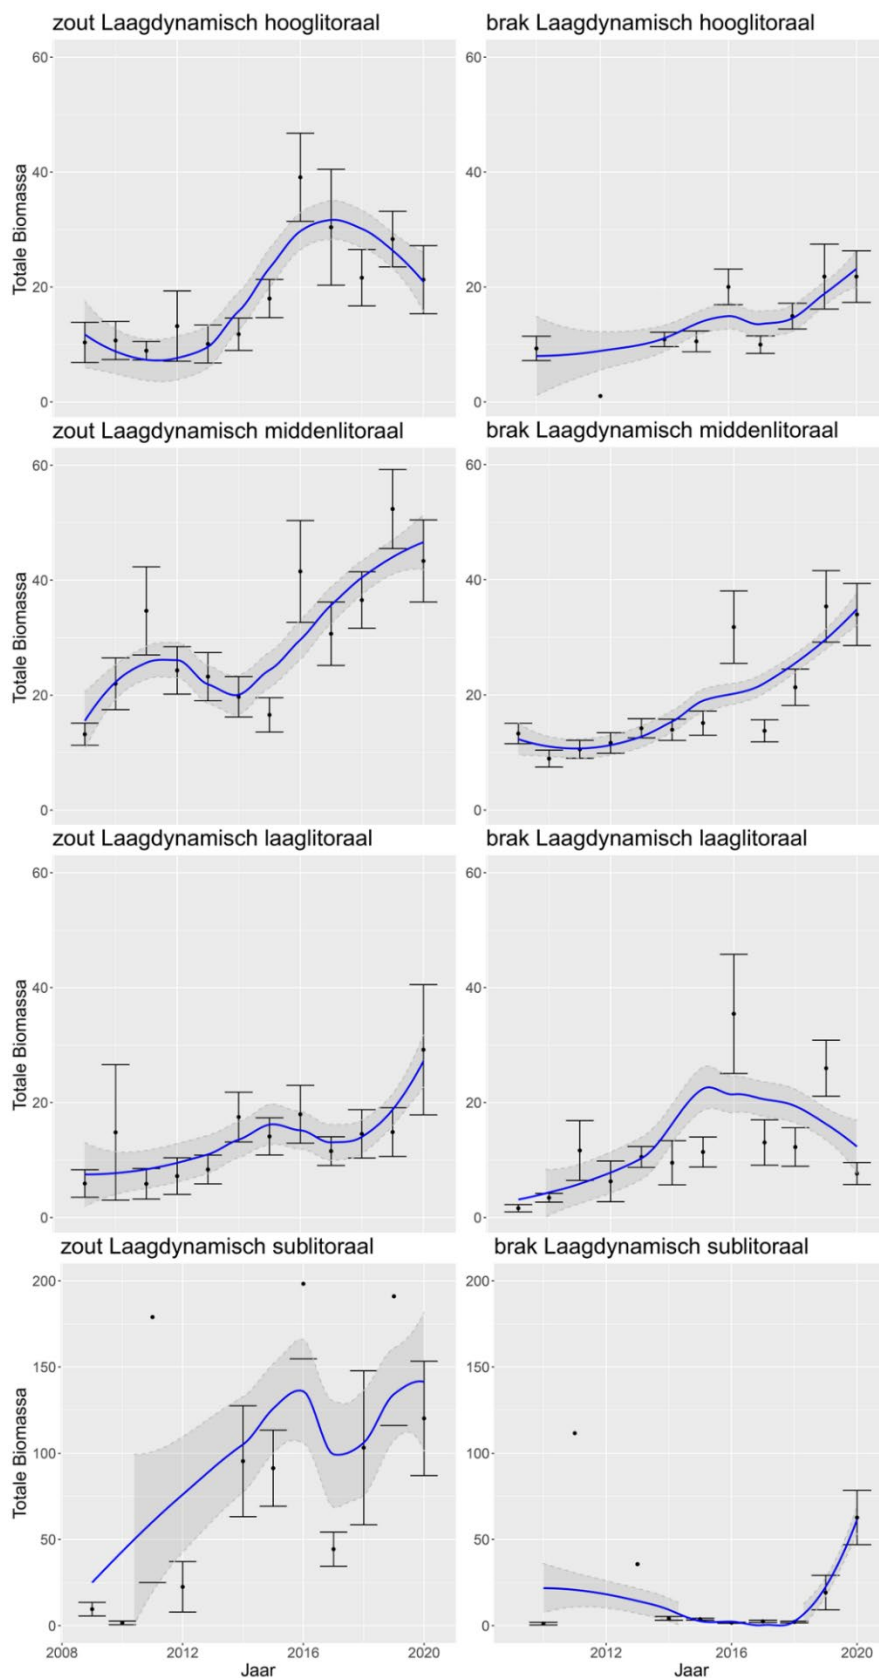 zout Laagdynamisch hooglitoraal
brak Laagdynamisch hooglitoraal
60
60
40
40
20
20
0
0
Totale Biomassa
zout Laagdynamisch middenlitoraal
brak Laagdynamisch middenlitoraal
60
60
40
40
20
20
0
0
Totale Biomassa
zout Laagdynamisch laaglitoraal
brak Laagdynamisch laaglitoraal
60
60
40
40
20
20
0
0
Totale Biomassa
zout Laagdynamisch sublitoraal
brak Laagdynamisch sublitoraal
200
200
150
150
100
100
50
50
0
0
Totale Biomassa
2008 2012 2016 2020
2012 2016 2020
Jaar
Jaar